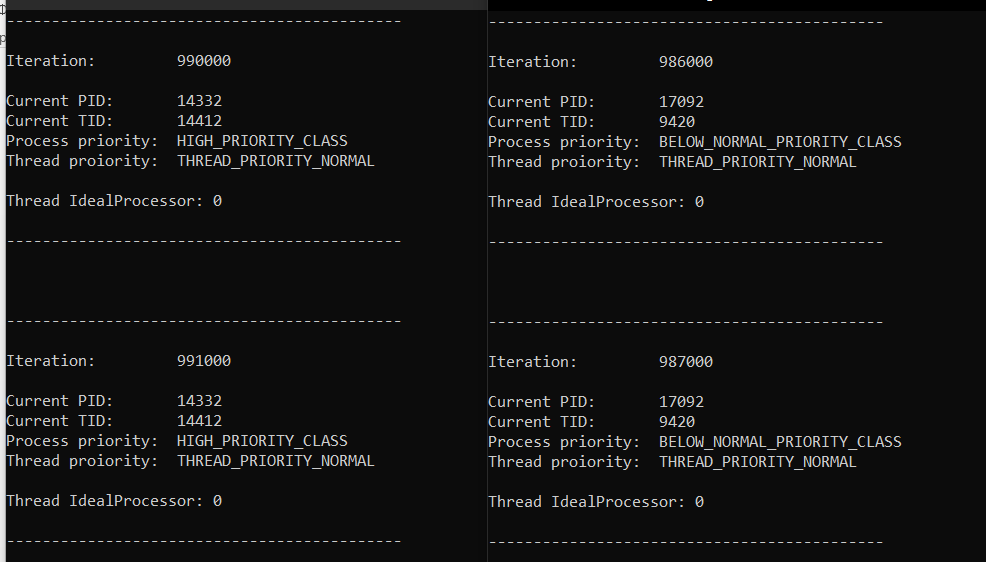 -------------------------------------------
Iteration:         990000
Current PID:       14332
Current TID:       14412
Process priority:  HIGH_PRIORITY_CLASS
Thread proiority:  THREAD_PRIORITY_NORMAL
Thread IdealProcessor: 0
-------------------------------------------
-------------------------------------------
Iteration:         991000
Current PID:       14332
Current TID:       14412
Process priority:  HIGH_PRIORITY_CLASS
Thread proiority:  THREAD_PRIORITY_NORMAL
Thread IdealProcessor: 0
-------------------------------------------
-------------------------------------------
Iteration:         986000
Current PID:       17092
Current TID:       9420
Process priority:  BELOW_NORMAL_PRIORITY_CLASS
Thread proiority:  THREAD_PRIORITY_NORMAL
Thread IdealProcessor: 0
-------------------------------------------
-------------------------------------------
Iteration:         987000
Current PID:       17092
Current TID:       9420
Process priority:  BELOW_NORMAL_PRIORITY_CLASS
Thread proiority:  THREAD_PRIORITY_NORMAL
Thread IdealProcessor: 0
-------------------------------------------